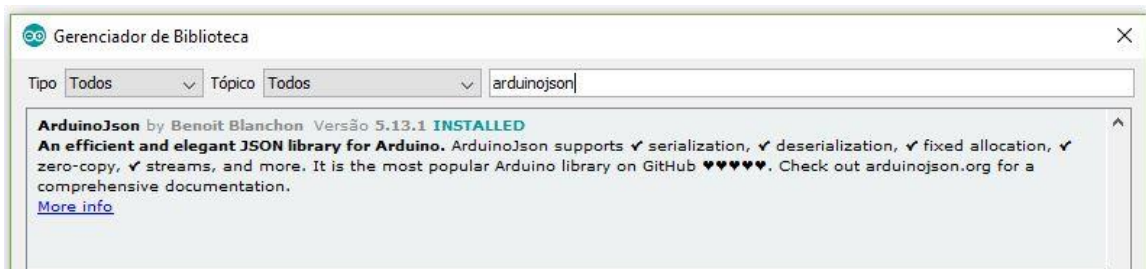 Gerenciador de Biblioteca
Tipo Todos Tópico Todos arduinojson
ArduinoJson by Benoit Blanchon Versão 5.13.1 INSTALLED
An efficient and elegant JSON library for Arduino. ArduinoJson supports ✔ serialization, ✔ deserialization, ✔ fixed allocation, ✔
zero-copy, ✔ streams, and more. It is the most popular Arduino library on GitHub ♥♥♥♥♥. Check out arduinojson.org for a
comprehensive documentation.
More info